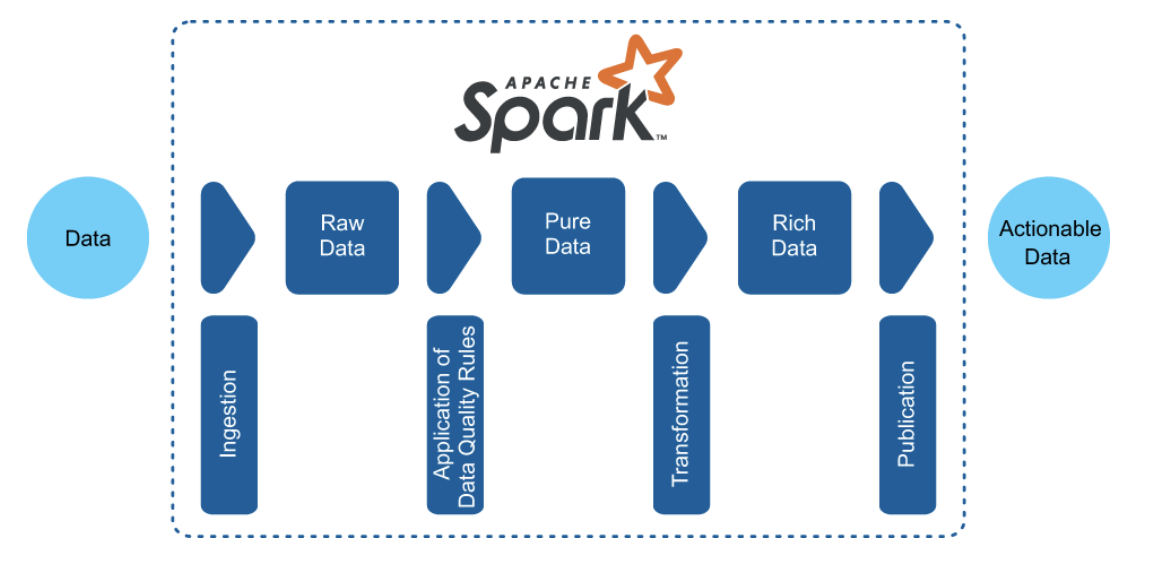 APACHE
Spark™
Data
Raw
Data
Pure
Data
Rich
Data
Actionable
Data
Ingestion
Application of
Data Quality Rules
Transformation
Publication